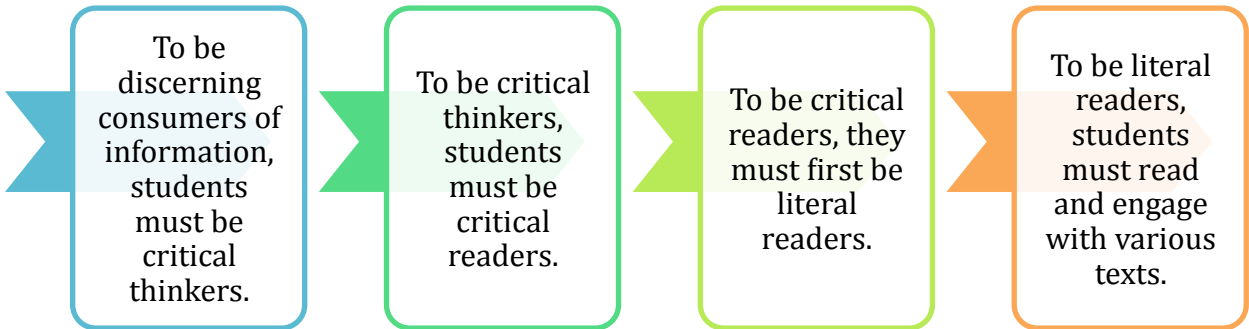 To be
discerning
consumers of
information,
students
must be
critical
thinkers.
To be critical
thinkers,
students
must be
critical
readers.
To be critical
readers, they
must first be
literal
readers.
To be literal
readers,
students
must read
and engage
with various
texts.